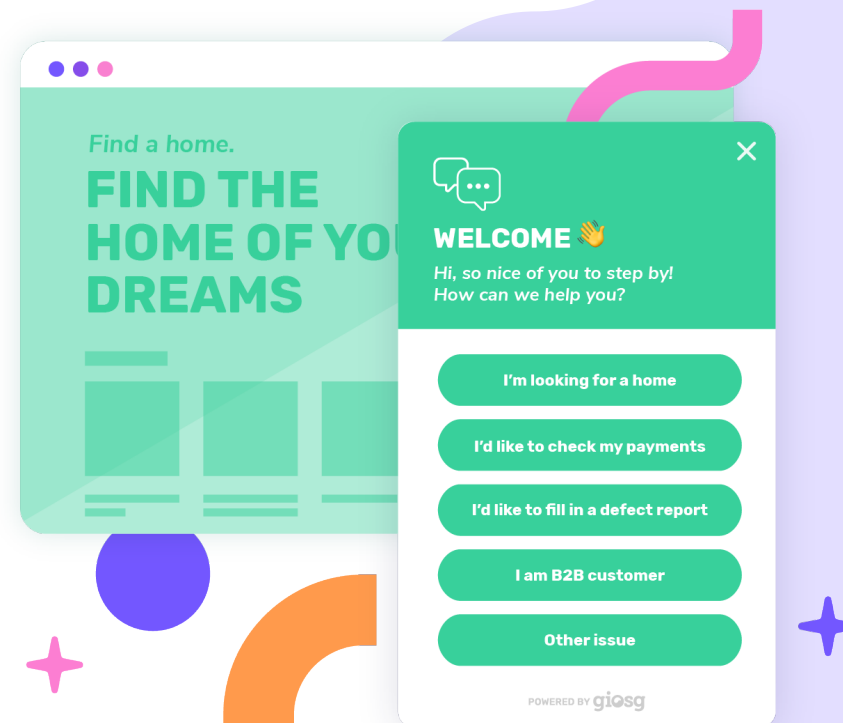 Find a home.
FIND THE
HOME OF YOU
DREAMS
WELCOME 👋
Hi, so nice of you to step by!
How can we help you?
I’m looking for a home
I’d like to check my payments
I’d like to fill in a defect report
I am B2B customer
Other issue
POWERED BY giosg